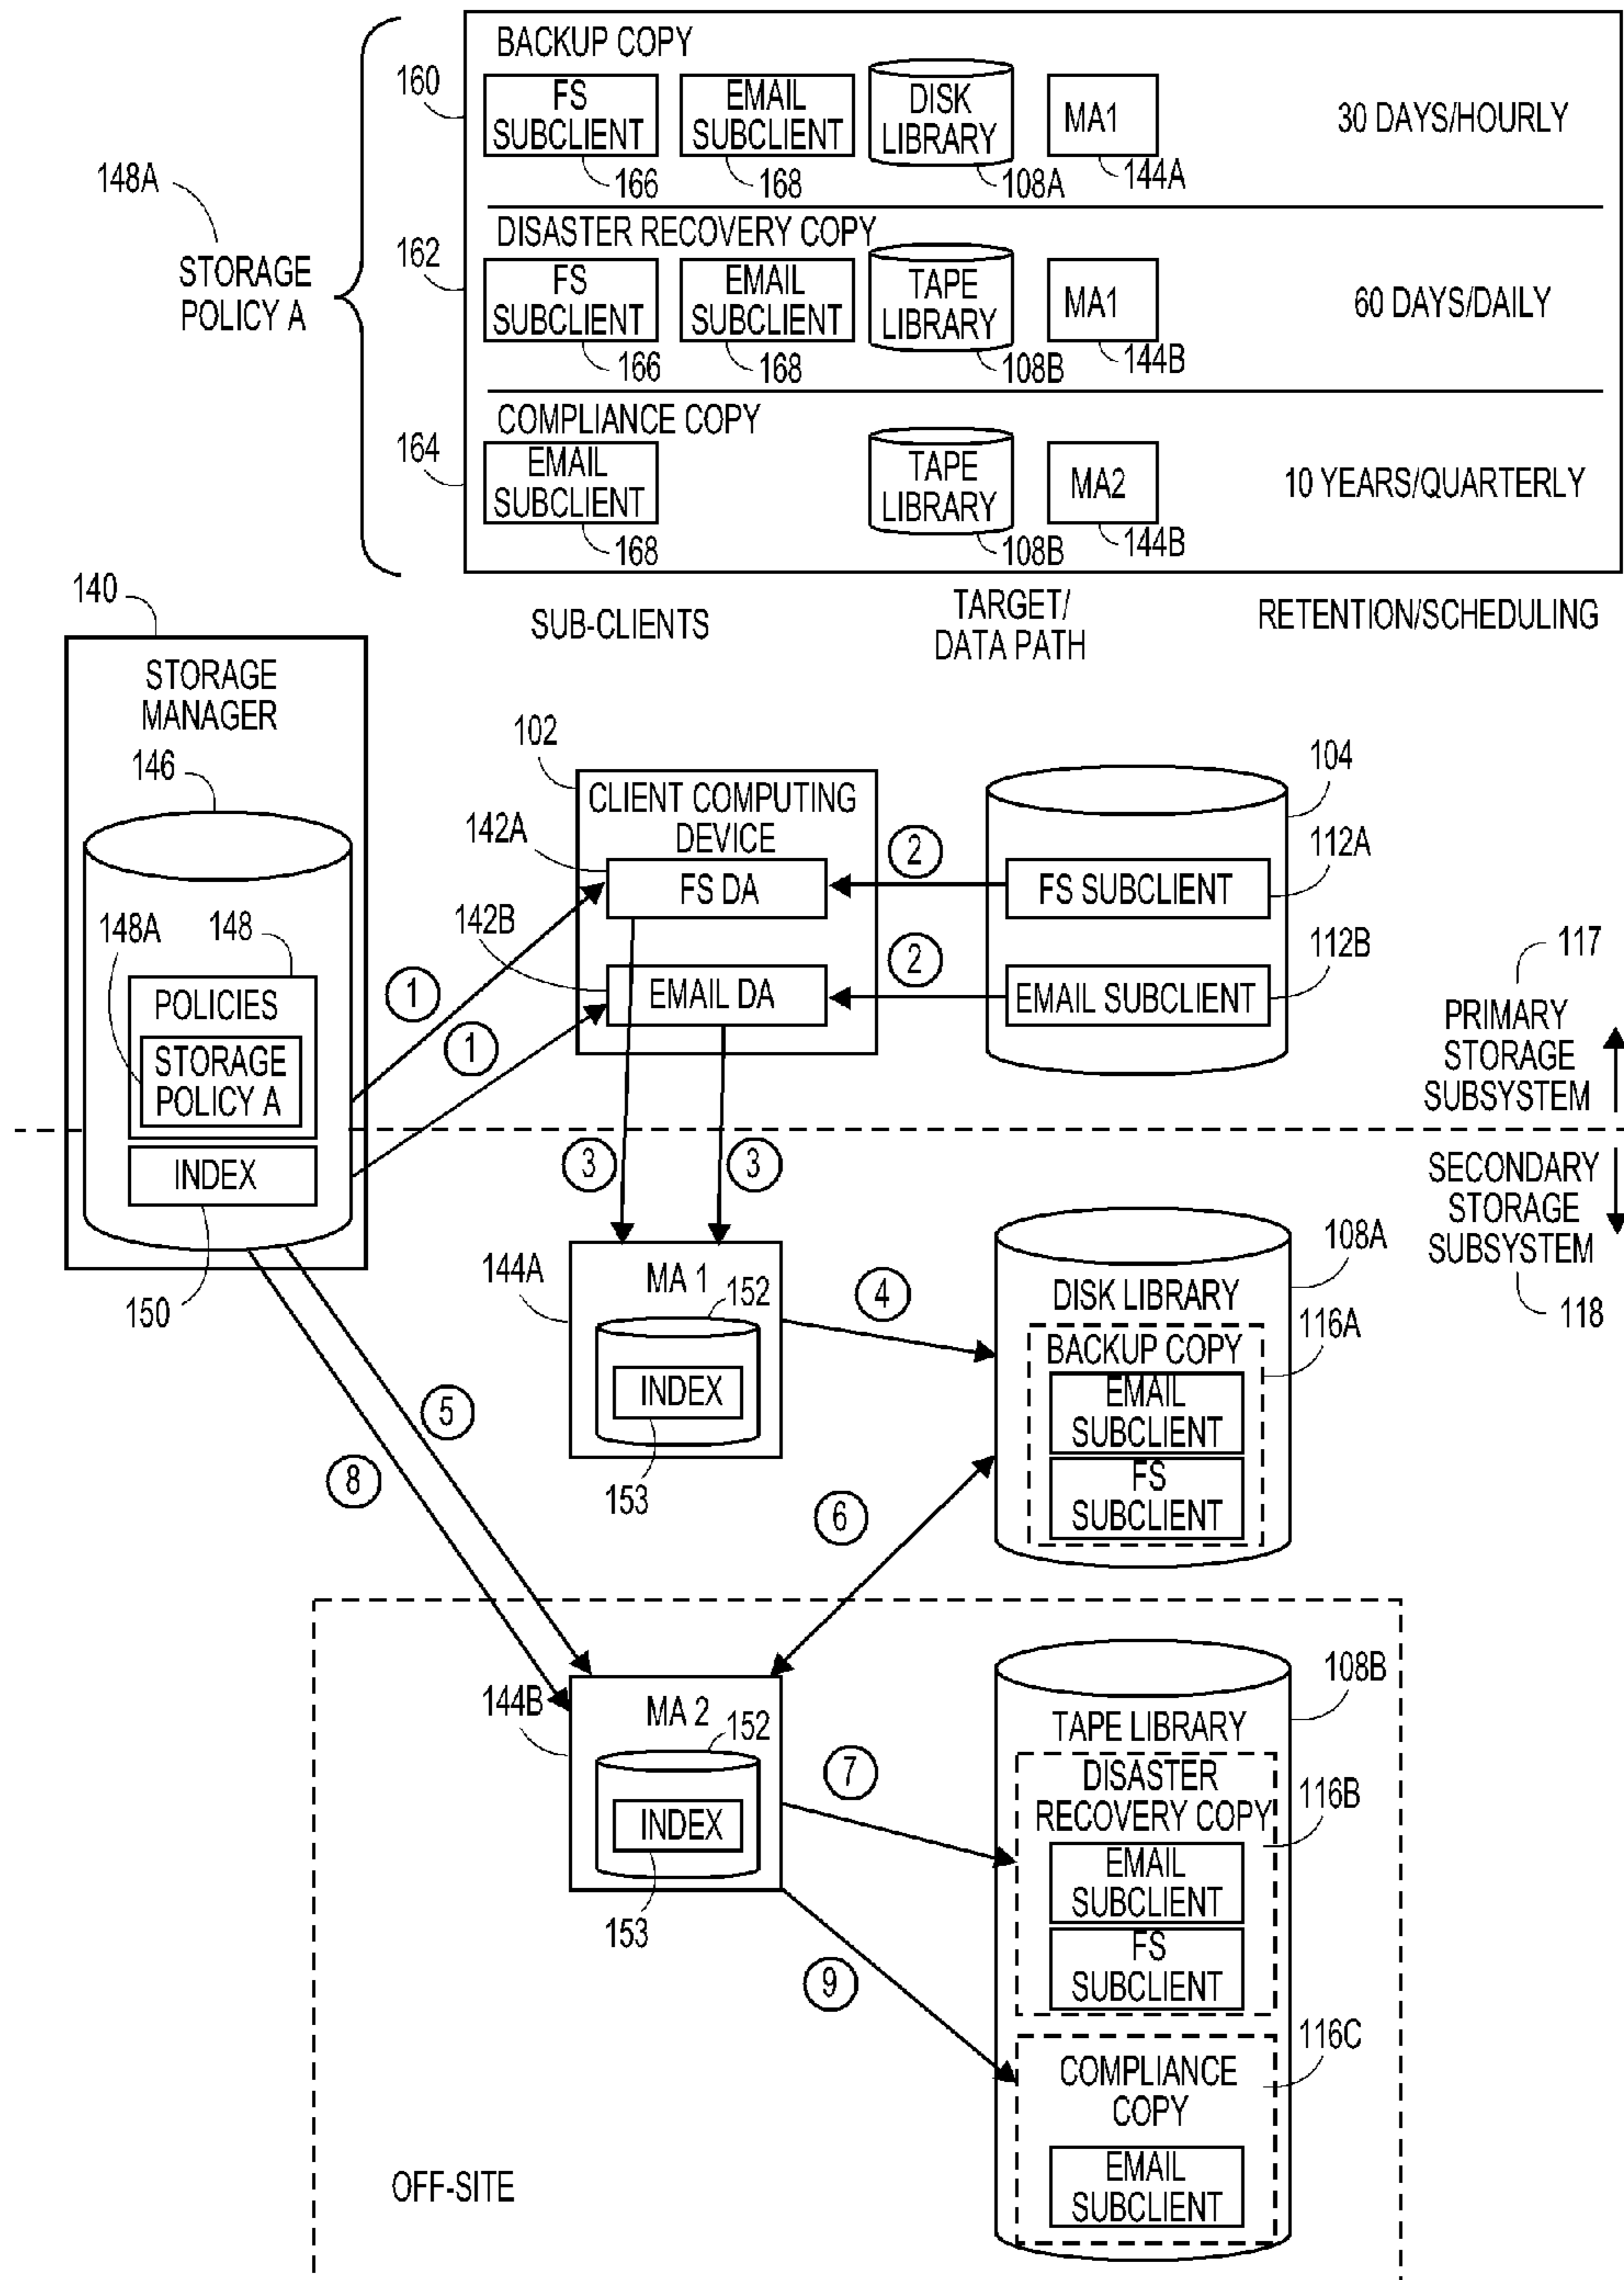 BACKUP COPY
160
FS
SUBCLIENT
166
EMAIL
SUBCLIENT
168
DISK
LIBRARY
108A
MA1
144A
30 DAYS/HOURLY
148A
STORAGE
POLICY A
DISASTER RECOVERY COPY
162
FS
SUBCLIENT
166
EMAIL
SUBCLIENT
168
TAPE
LIBRARY
108B
MA1
144B
60 DAYS/DAILY
COMPLIANCE COPY
164
EMAIL
SUBCLIENT
168
TAPE
LIBRARY
108B
MA2
144B
10 YEARS/QUARTERLY
SUB-CLIENTS
TARGET/
DATA PATH
RETENTION/SCHEDULING
140
STORAGE
MANAGER
146
148A
148
POLICIES
STORAGE
POLICY A
INDEX
150
1
1
102
CLIENT COMPUTING
DEVICE
142A
FS DA
142B
EMAIL DA
2
2
104
112A
FS SUBCLIENT
112B
EMAIL SUBCLIENT
117
PRIMARY
STORAGE
SUBSYSTEM
SECONDARY
STORAGE
SUBSYSTEM
118
3
3
144A
MA 1
152
INDEX
153
4
108A
DISK LIBRARY
116A
BACKUP COPY
EMAIL
SUBCLIENT
FS
SUBCLIENT
5
8
6
144B
MA 2
152
INDEX
153
7
9
108B
TAPE LIBRARY
DISASTER
RECOVERY COPY
116B
EMAIL
SUBCLIENT
FS
SUBCLIENT
116C
COMPLIANCE
COPY
EMAIL
SUBCLIENT
OFF-SITE